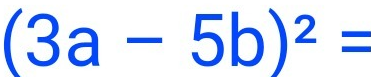 (3a − 5b)² =